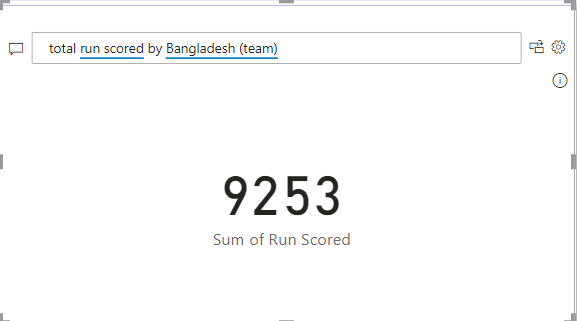 total run scored by Bangladesh (team)
9253
Sum of Run Scored